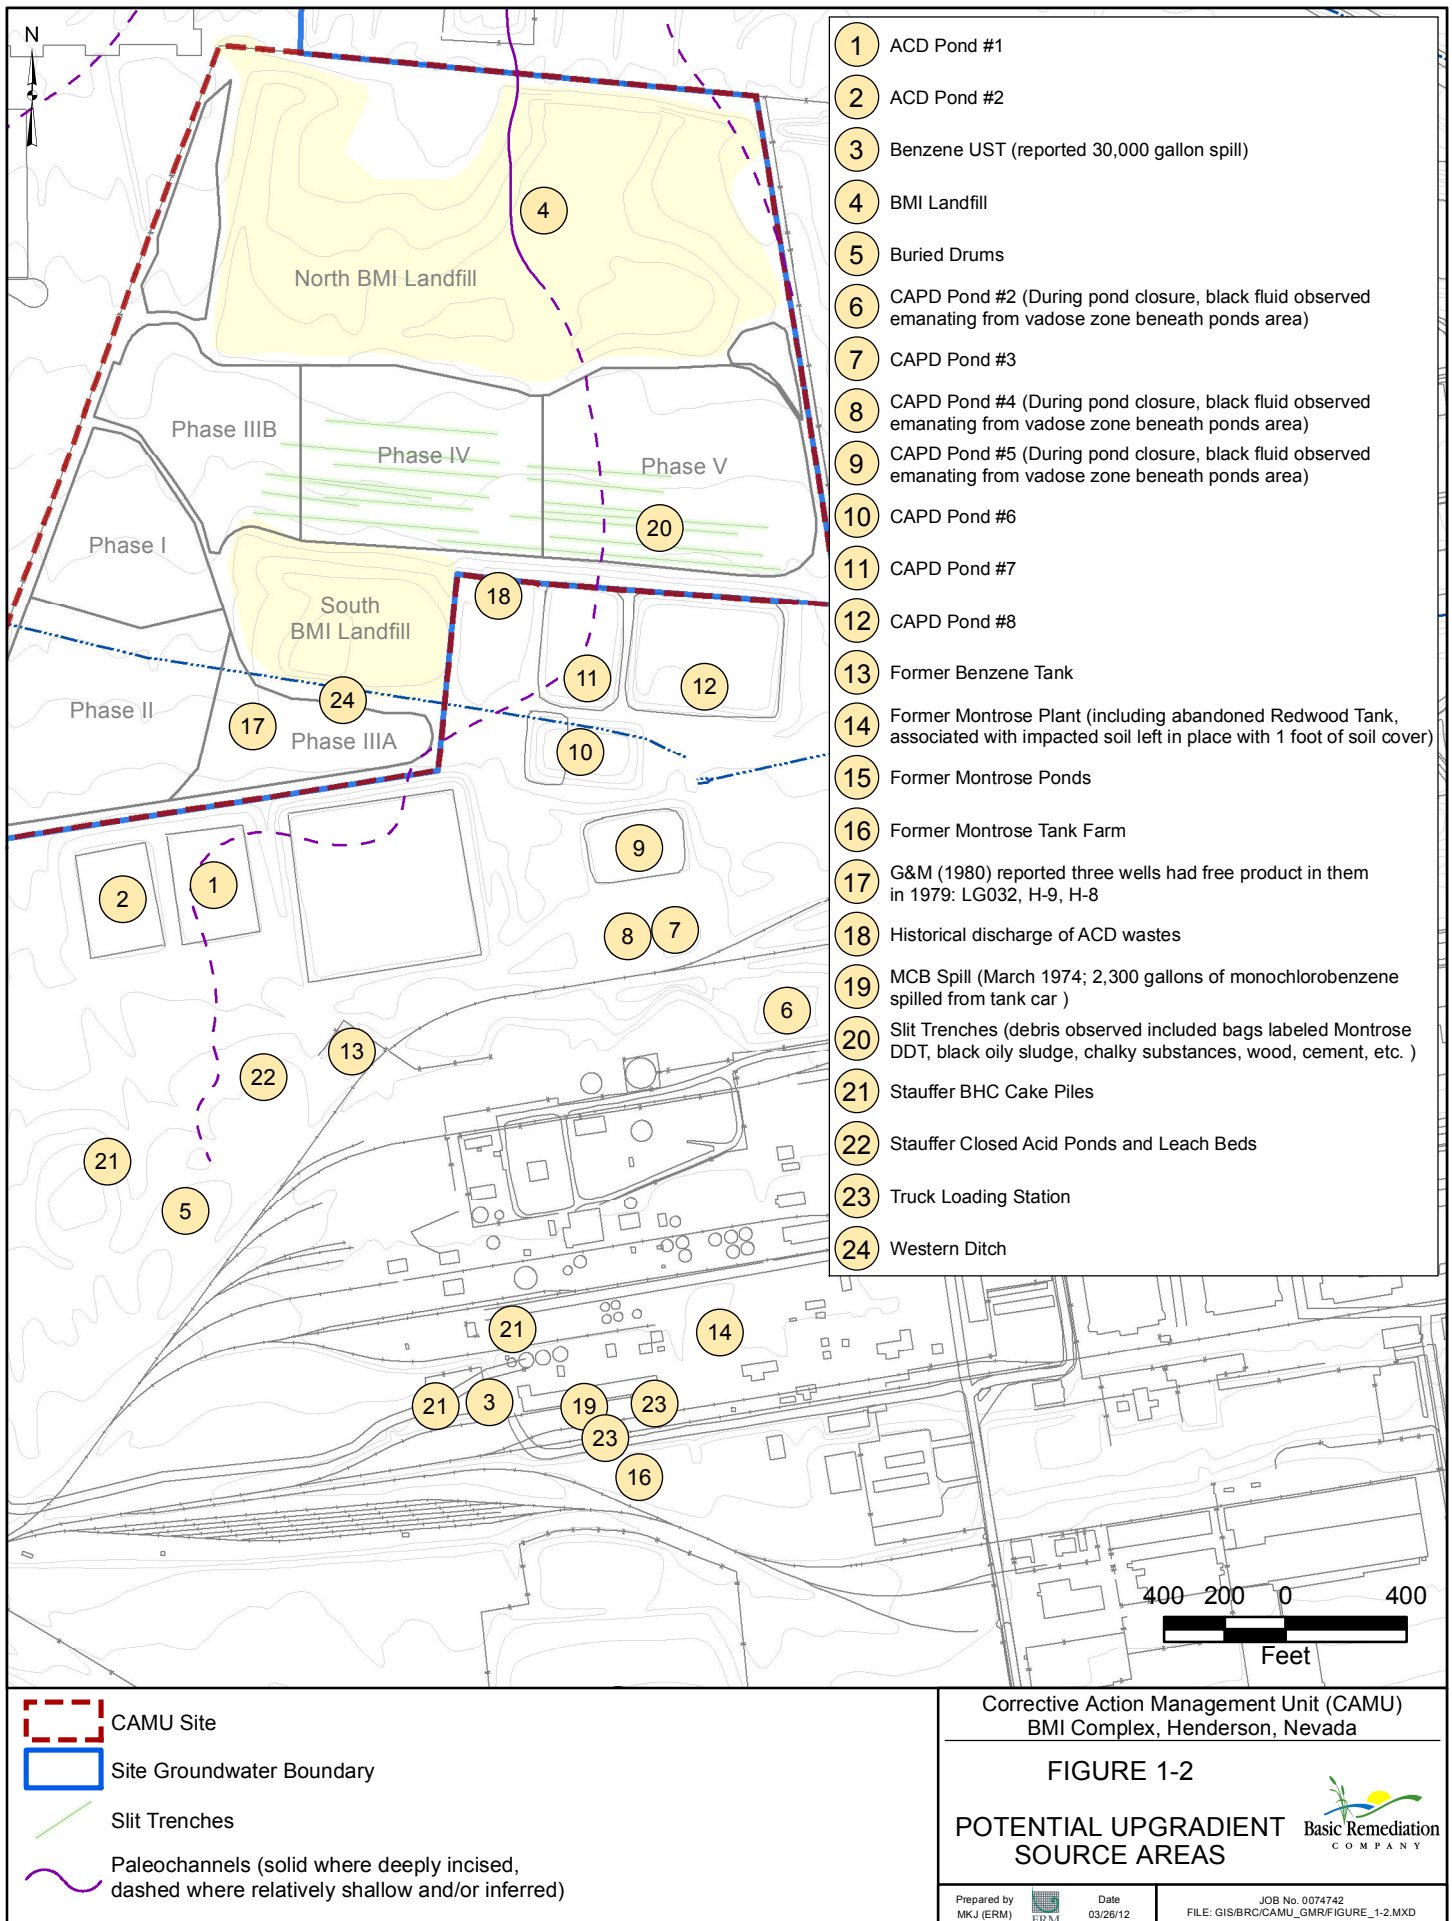 N
1 ACD Pond #1
2 ACD Pond #2
3 Benzene UST (reported 30,000 gallon spill)
4 BMI Landfill
5 Buried Drums
6 CAPD Pond #2 (During pond closure, black fluid observed
emanating from vadose zone beneath ponds area)
7 CAPD Pond #3
8 CAPD Pond #4 (During pond closure, black fluid observed
emanating from vadose zone beneath ponds area)
9 CAPD Pond #5 (During pond closure, black fluid observed
emanating from vadose zone beneath ponds area)
10 CAPD Pond #6
11 CAPD Pond #7
12 CAPD Pond #8
13 Former Benzene Tank
14 Former Montrose Plant (including abandoned Redwood Tank,
associated with impacted soil left in place with 1 foot of soil cover)
15 Former Montrose Ponds
16 Former Montrose Tank Farm
17 G&M (1980) reported three wells had free product in them
in 1979: LG032, H-9, H-8
18 Historical discharge of ACD wastes
19 MCB Spill (March 1974; 2,300 gallons of monochlorobenzene
spilled from tank car )
20 Slit Trenches (debris observed included bags labeled Montrose
DDT, black oily sludge, chalky substances, wood, cement, etc. )
21 Stauffer BHC Cake Piles
22 Stauffer Closed Acid Ponds and Leach Beds
23 Truck Loading Station
24 Western Ditch
4
North BMI Landfill
Phase IIIB
Phase IV
Phase V
20
Phase I
18
South
BMI Landfill
11
12
24
Phase II
17
Phase IIIA
10
9
1
2
8
7
6
13
22
21
5
21
14
21
3
19
23
23
16
400 200 0 400
Feet
CAMU Site
Site Groundwater Boundary
Slit Trenches
Paleochannels (solid where deeply incised,
dashed where relatively shallow and/or inferred)
Corrective Action Management Unit (CAMU)
BMI Complex, Henderson, Nevada
FIGURE 1-2
POTENTIAL UPGRADIENT
SOURCE AREAS
Basic Remediation
COMPANY
Prepared by
MKJ (ERM)
ERM
Date
03/26/12
JOB No. 0074742
FILE: GIS/BRC/CAMU_GMR/FIGURE_1-2.MXD